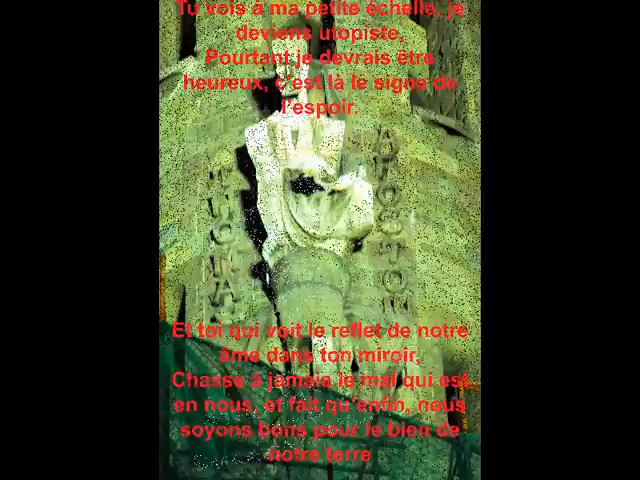 Tu vois à ma petite échelle, je
deviens utopiste,
Pourtant je devrais être
heureux, c'est là le signe de
l'espoir.
THOMAS
APOSTOL
Et toi qui voit le reflet de notre
âme dans ton miroir,
Chasse à jamais le mal qui est
en nous, et fait qu'enfin, nous
soyons bons pour le bien de
notre terre